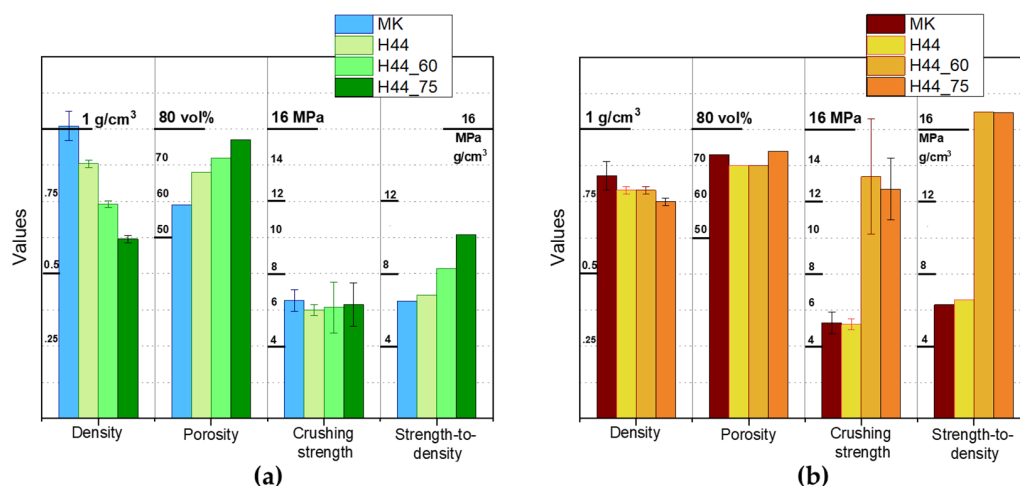 MK
H44
H44_60
H44_75
1 g/cm³
80 vol%
16 MPa
16
MPa
g/cm³
70
14
.75
60
12
12
50
10
0.5
8
8
6
.25
4
4
Values
Density
Porosity
Crushing
strength
Strength-to-
density
(a)
MK
H44
H44_60
H44_75
1 g/cm³
80 vol%
16 MPa
16
MPa
g/cm³
70
14
.75
60
12
12
50
10
0.5
8
8
6
.25
4
4
Values
Density
Porosity
Crushing
strength
Strength-to-
density
(b)